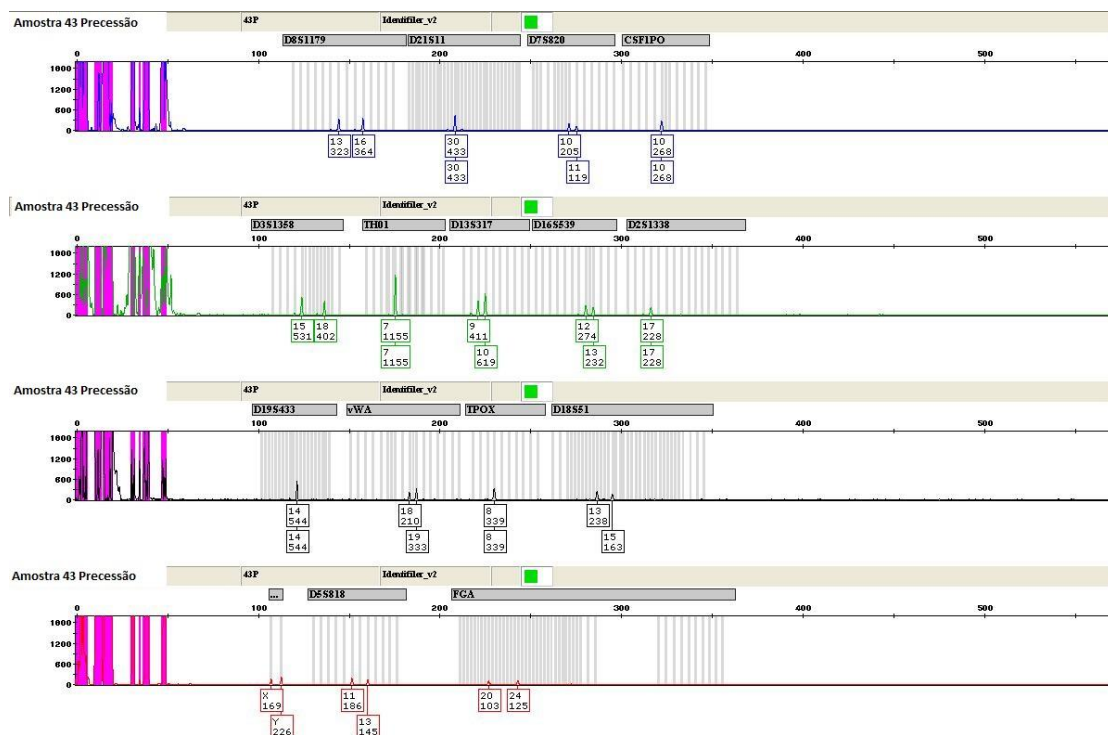 Amostra 43 Precessão 43P Identifiler_v2
D8S1179 D21S11 D7S820 CSF1PO
0 100 200 300 400 500
1800
1200
600
0
13 16 30 10 10
323 364 433 205 268
30 11 10
433 119 268
Amostra 43 Precessão 43P Identifiler_v2
D3S1358 TH01 D13S317 D16S539 D2S1338
0 100 200 300 400 500
1800
1200
600
0
15 18 7 9 12 17
531 402 1155 411 274 228
7 10 13 17
1155 619 232 228
Amostra 43 Precessão 43P Identifiler_v2
D19S433 vWA TPOX D18S51
0 100 200 300 400 500
1800
1200
600
0
14 18 8 13
544 210 339 238
14 19 8 15
544 333 339 163
Amostra 43 Precessão 43P Identifiler_v2
... D5S818 FGA
0 100 200 300 400 500
1800
1200
600
0
X 11 20 24
169 186 103 125
Y 13
226 145